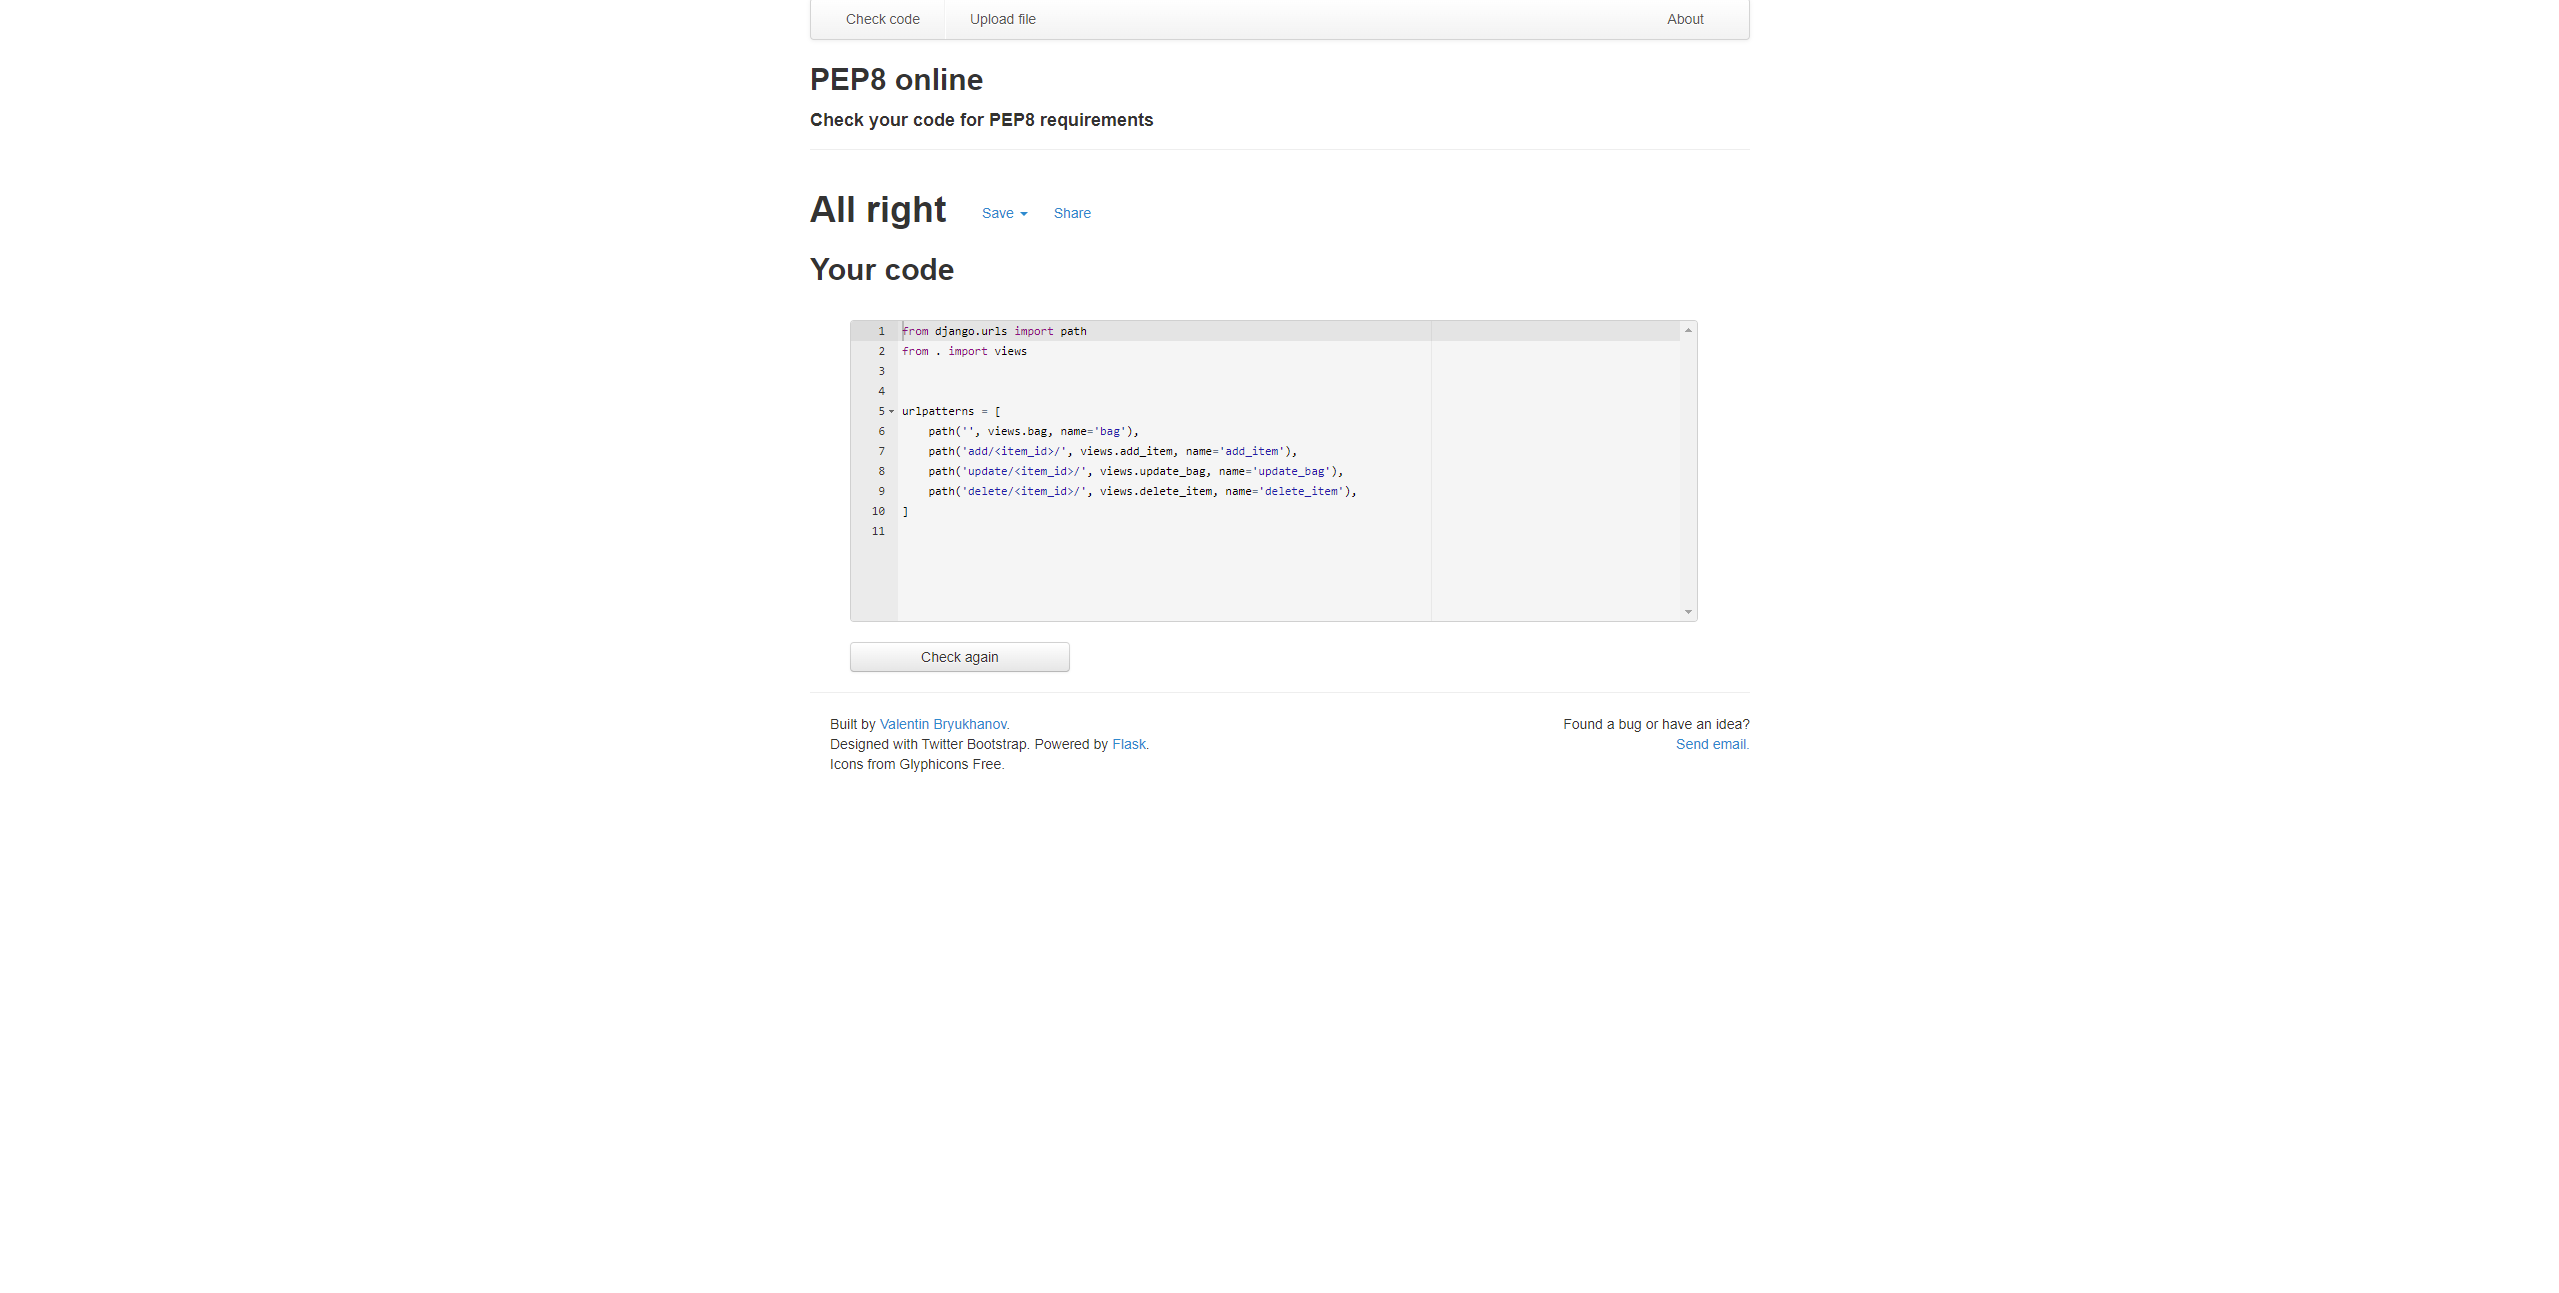 Check code Upload file About
PEP8 online
Check your code for PEP8 requirements
All right Save Share
Your code
1 from django.urls import path
2 from . import views
3
4
5 urlpatterns = [
6     path('', views.bag, name='bag'),
7     path('add/<item_id>/', views.add_item, name='add_item'),
8     path('update/<item_id>/', views.update_bag, name='update_bag'),
9     path('delete/<item_id>/', views.delete_item, name='delete_item'),
10 ]
11
Check again
Built by Valentin Bryukhanov. Found a bug or have an idea?
Designed with Twitter Bootstrap. Powered by Flask. Send email.
Icons from Glyphicons Free.